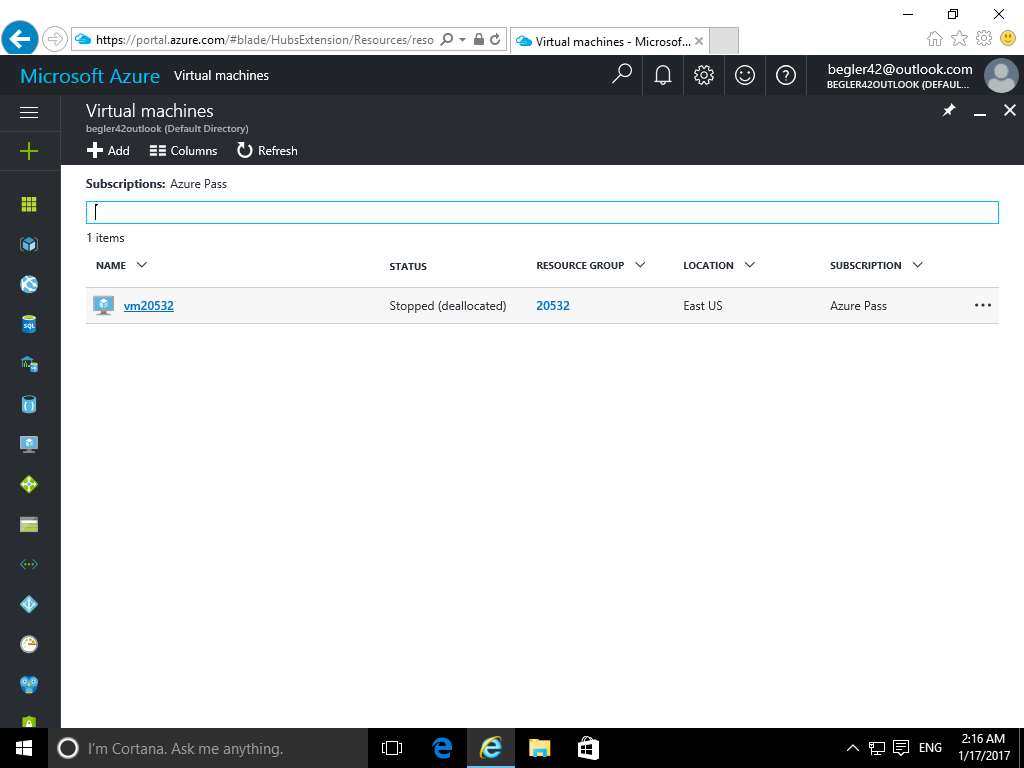 https://portal.azure.com/#blade/HubsExtension/Resources/reso
Virtual machines - Microsof...
Microsoft Azure Virtual machines
begler42@outlook.com
BEGLER42OUTLOOK (DEFAUL...
Virtual machines
begler42outlook (Default Directory)
Add Columns Refresh
Subscriptions: Azure Pass
1 items
NAME STATUS RESOURCE GROUP LOCATION SUBSCRIPTION
vm20532 Stopped (deallocated) 20532 East US Azure Pass ...
SQL
I'm Cortana. Ask me anything.
ENG
2:16 AM
1/17/2017